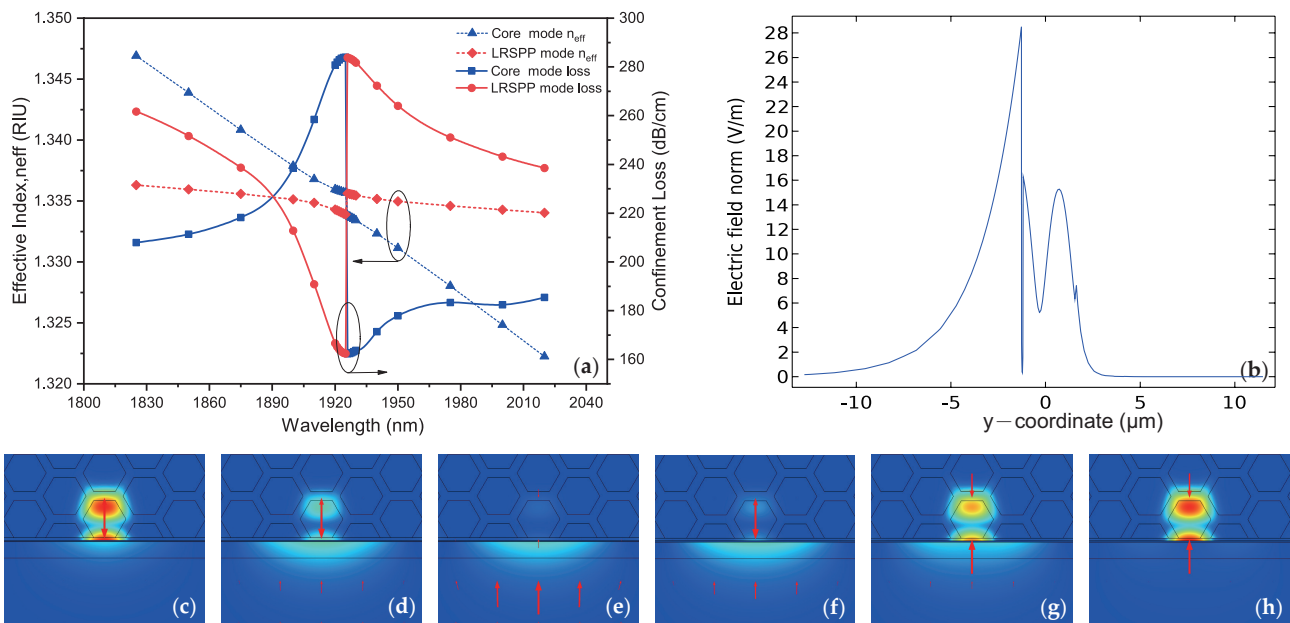 1.350
1.345
1.340
1.335
1.330
1.325
1.320
Effective Index,neff (RIU)
1800 1830 1860 1890 1920 1950 1980 2010 2040
Wavelength (nm)
300
280
260
240
220
200
180
160
Confinement Loss (dB/cm)
Core mode neff
LRSPP mode neff
Core mode loss
LRSPP mode loss
(a)
28
26
24
22
20
18
16
14
12
10
8
6
4
2
0
Electric field norm (V/m)
-10 -5 0 5 10
y—coordinate (μm)
(b)
(c)
(d)
(e)
(f)
(g)
(h)